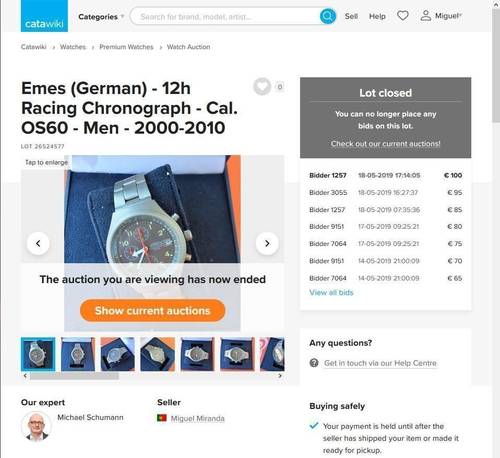 catawiki
Categories
Search for brand, model, artist...
Sell
Help
Miguel
Catawiki › Watches › Premium Watches › Watch Auction
Emes (German) - 12h
Racing Chronograph - Cal.
OS60 - Men - 2000-2010
0
LOT 26524577
Tap to enlarge
The auction you are viewing has now ended
Show current auctions
Our expert
Michael Schumann
Seller
Miguel Miranda
Lot closed
You can no longer place any
bids on this lot.
Check out our current auctions!
Bidder 1257 18-05-2019 17:14:05 € 100
Bidder 3055 18-05-2019 16:27:37 € 95
Bidder 1257 18-05-2019 07:35:36 € 85
Bidder 9151 17-05-2019 09:25:21 € 80
Bidder 7064 17-05-2019 09:25:21 € 75
Bidder 9151 14-05-2019 21:00:09 € 70
Bidder 7064 14-05-2019 21:00:09 € 65
View all bids
Any questions?
Get in touch via our Help Centre
Buying safely
Your payment is held until after the
seller has shipped your item or made it
ready for pickup.